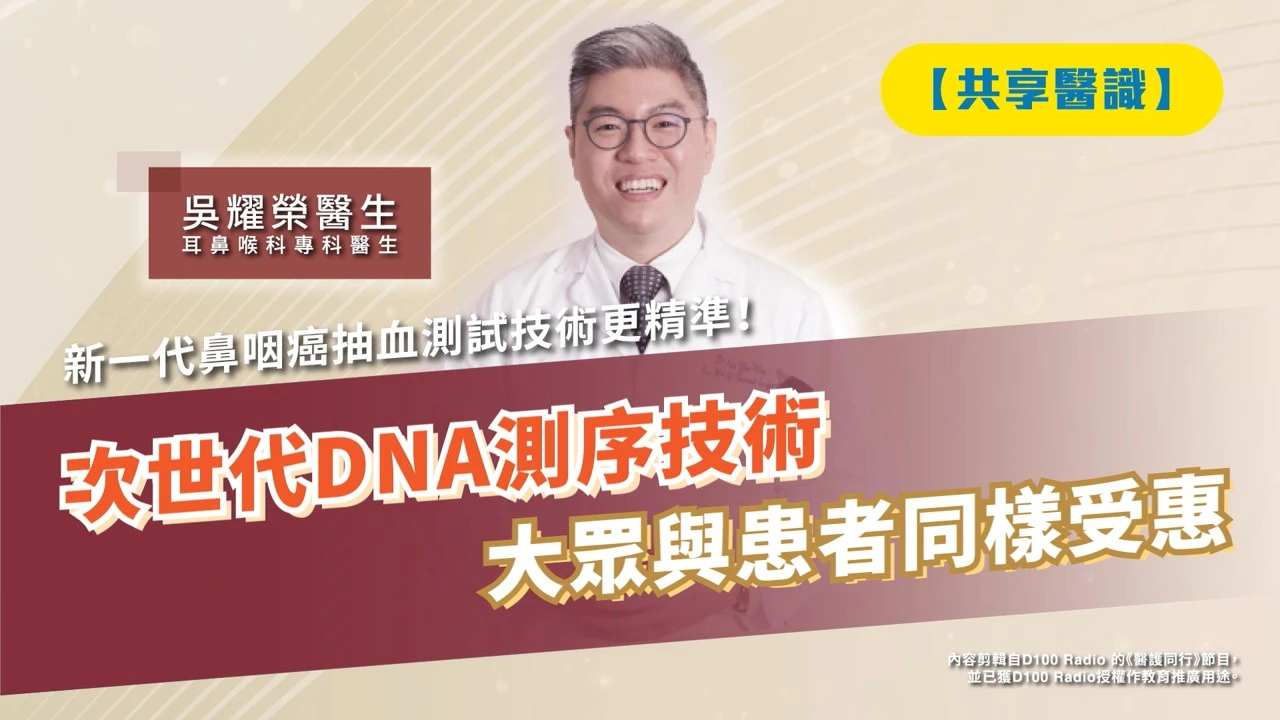 【共享醫識】
吳耀榮醫生
耳鼻喉科專科醫生
新一代鼻咽癌抽血測試技術更精準！
次世代DNA測序技術
大眾與患者同樣受惠
內容剪輯自D100 Radio 的《醫護同行》節目，
並已獲D100 Radio授權作教育推廣用途。